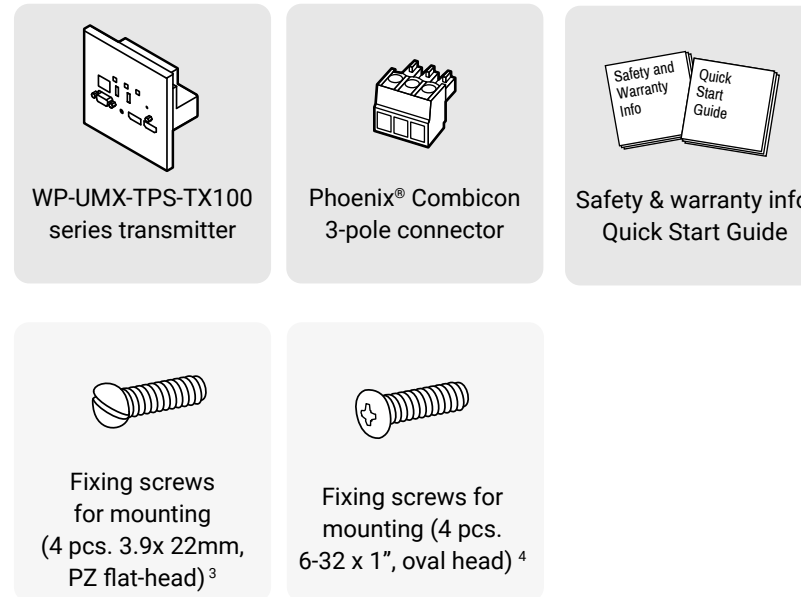 Safety and
Warranty
Info
Quick
Start
Guide
WP-UMX-TPS-TX100
series transmitter
Phoenix® Combicon
3-pole connector
Safety & warranty info
Quick Start Guide
Fixing screws
for mounting
(4 pcs. 3.9x 22mm,
PZ flat-head) ³
Fixing screws for
mounting (4 pcs.
6-32 x 1”, oval head) ⁴